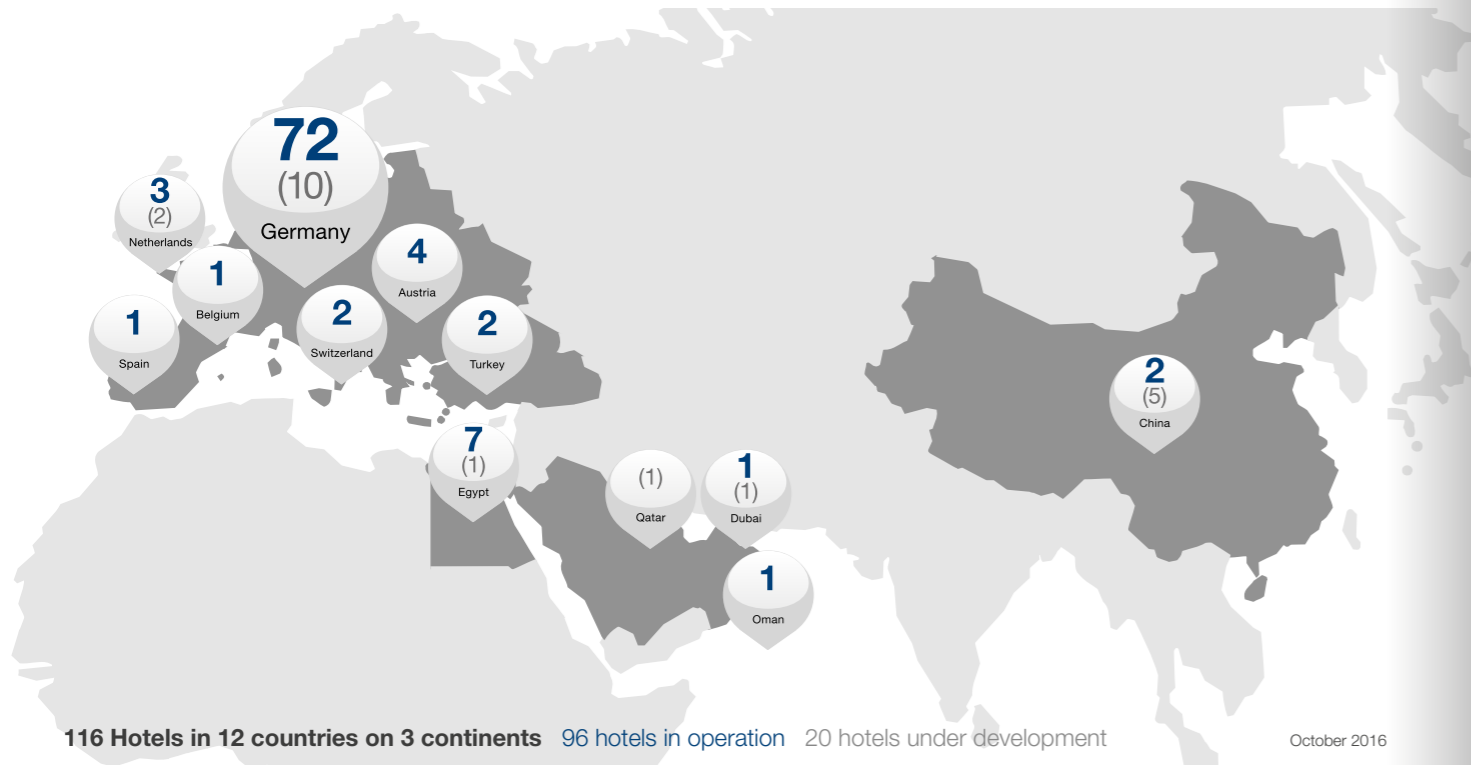 72
(10)
Germany
3
(2)
Netherlands
4
Austria
1
Belgium
1
Spain
2
Switzerland
2
Turkey
2
(5)
China
7
(1)
Egypt
(1)
Qatar
1
(1)
Dubai
1
Oman
116 Hotels in 12 countries on 3 continents 96 hotels in operation 20 hotels under development October 2016